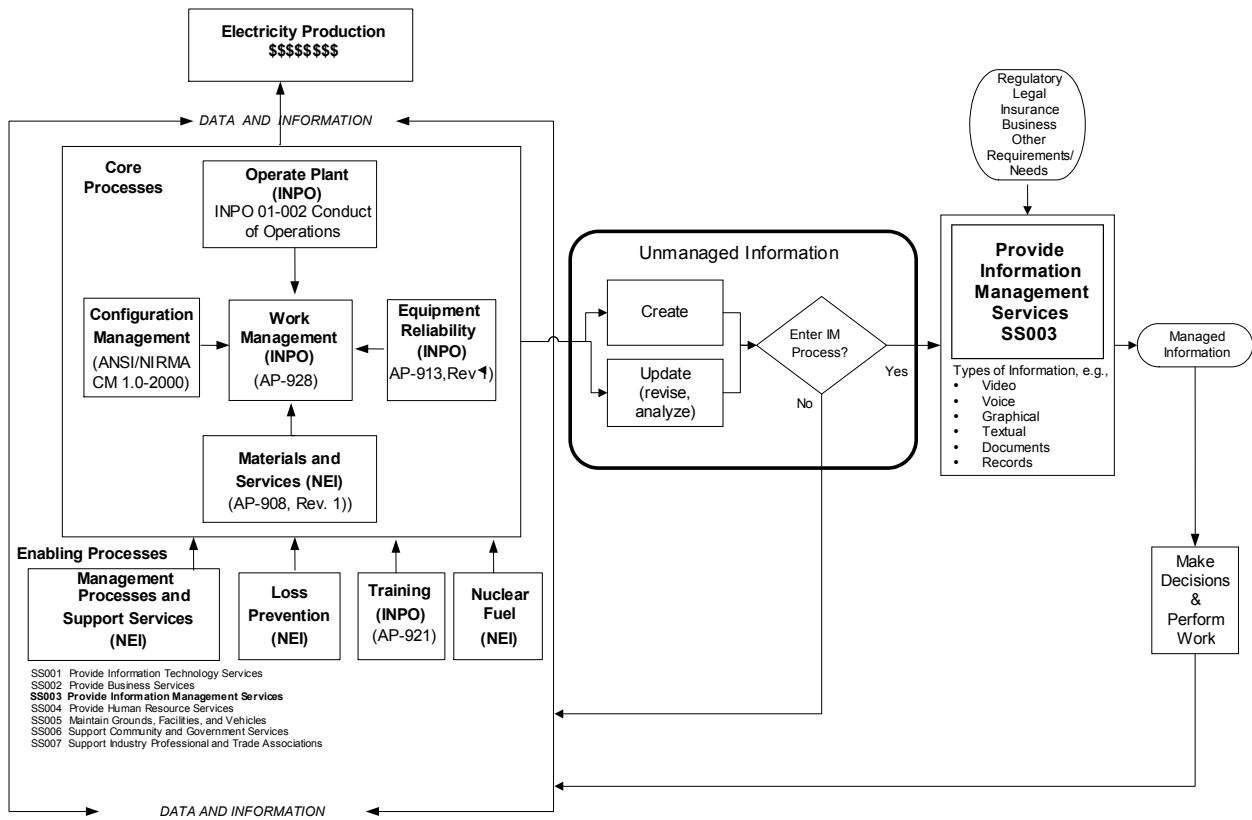 Electricity Production
$$$$$$$$
DATA AND INFORMATION
Core
Processes
Operate Plant
(INPO)
INPO 01-002 Conduct
of Operations
Configuration
Management
(ANSI/NIRMA
CM 1.0-2000)
Work
Management
(INPO)
(AP-928)
Equipment
Reliability
(INPO)
AP-913,Rev 1)
Materials and
Services (NEI)
(AP-908, Rev. 1))
Enabling Processes
Management
Processes and
Support Services
(NEI)
Loss
Prevention
(NEI)
Training
(INPO)
(AP-921)
Nuclear
Fuel
(NEI)
SS001 Provide Information Technology Services
SS002 Provide Business Services
SS003 Provide Information Management Services
SS004 Provide Human Resource Services
SS005 Maintain Grounds, Facilities, and Vehicles
SS006 Support Community and Government Services
SS007 Support Industry Professional and Trade Associations
DATA AND INFORMATION
Unmanaged Information
Create
Update
(revise,
analyze)
Enter IM
Process?
Yes
No
Regulatory
Legal
Insurance
Business
Other
Requirements/
Needs
Provide
Information
Management
Services
SS003
Types of Information, e.g.,
• Video
• Voice
• Graphical
• Textual
• Documents
• Records
Managed
Information
Make
Decisions
&
Perform
Work